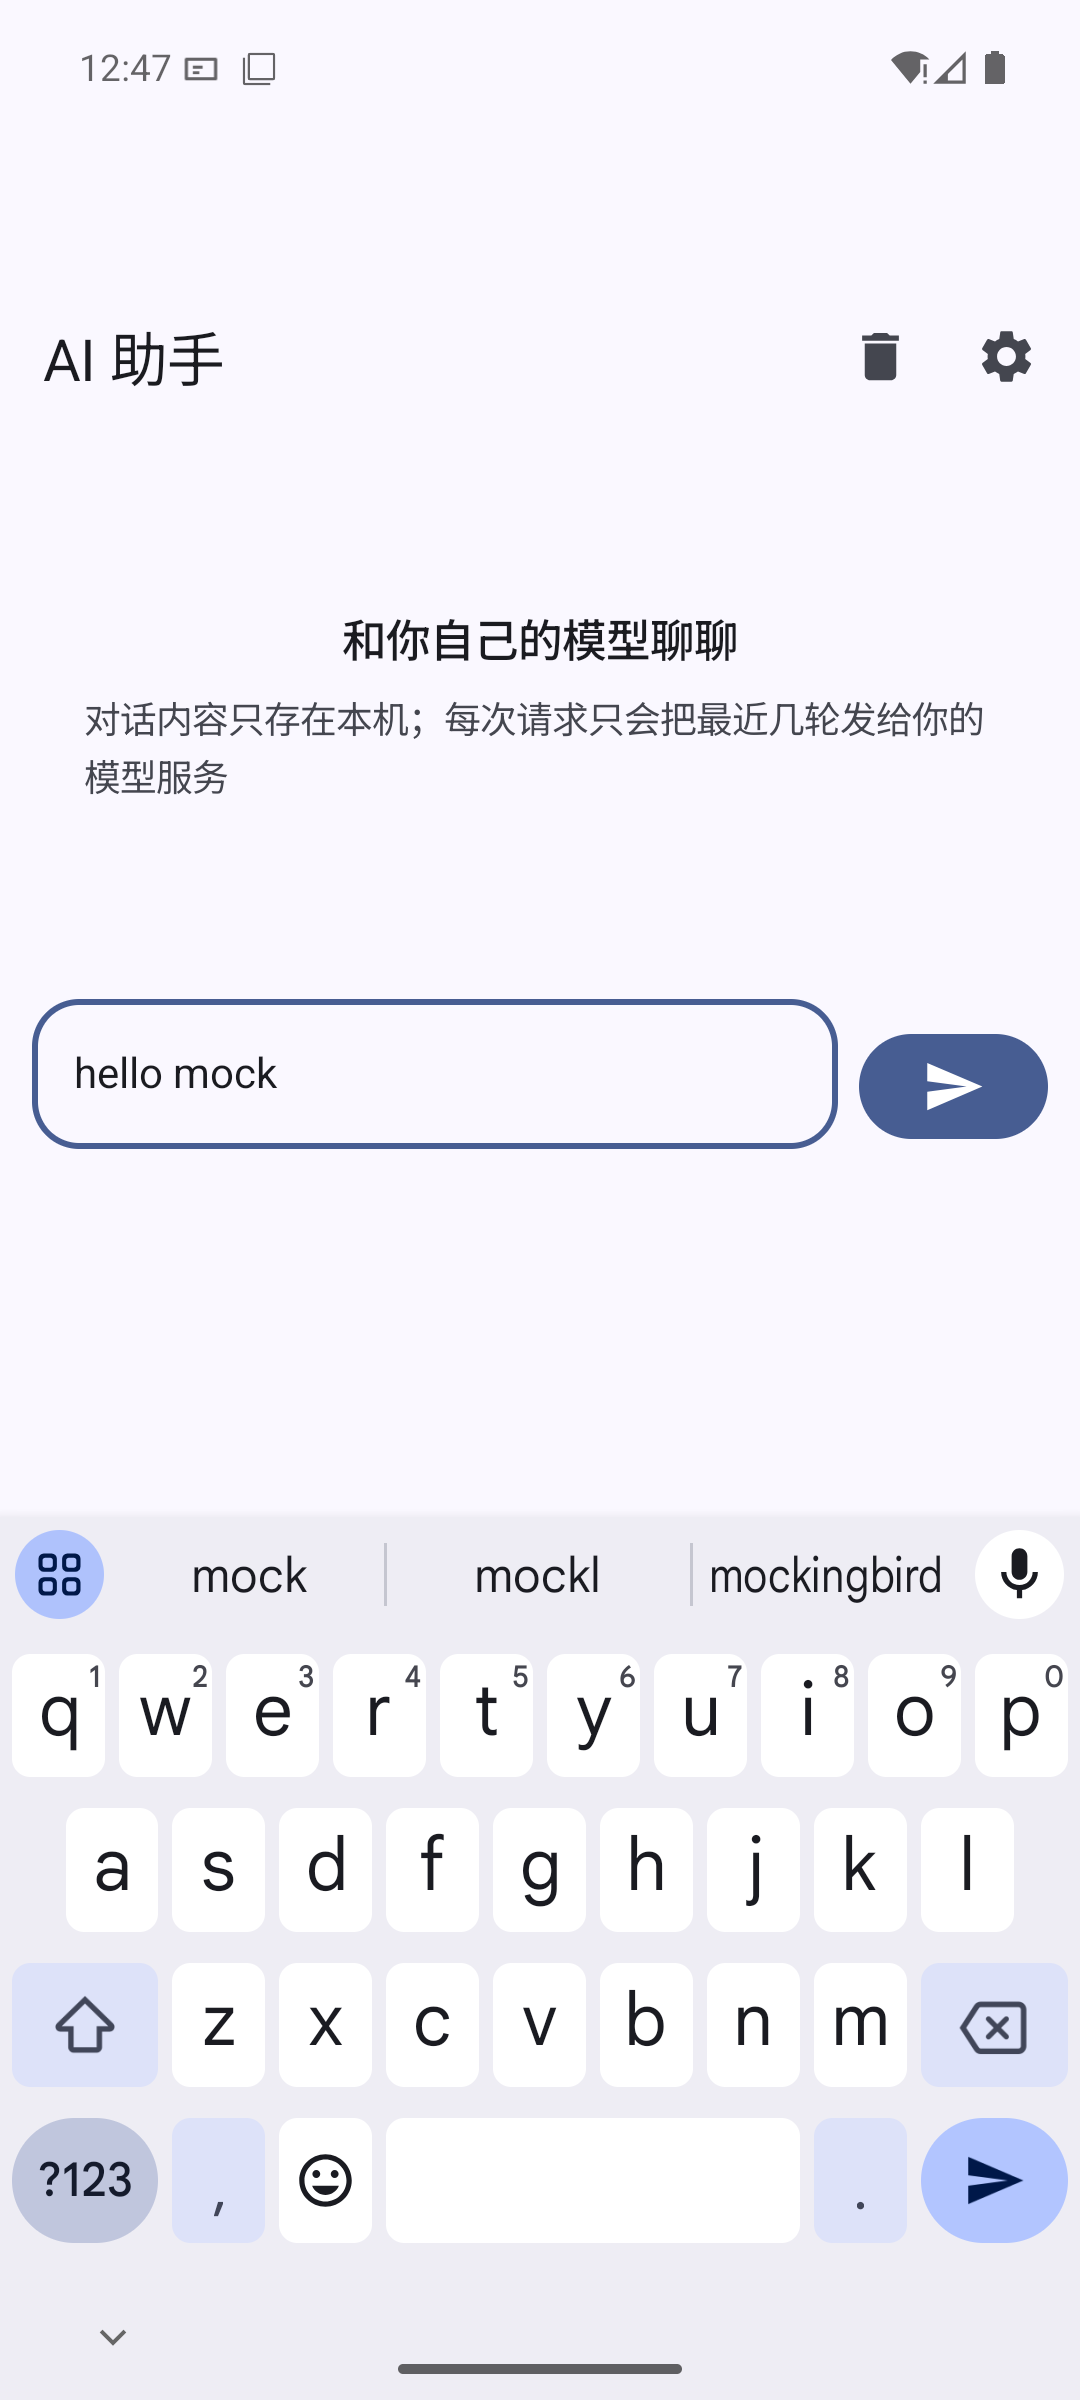 12:47
AI 助手
和你自己的模型聊聊
对话内容只存在本机；每次请求只会把最近几轮发给你的
模型服务
hello mock
mock mockl mockingbird
q1 w2 e3 r4 t5 y6 u7 i8 o9 p0
a s d f g h j k l
z x c v b n m
?123 , .